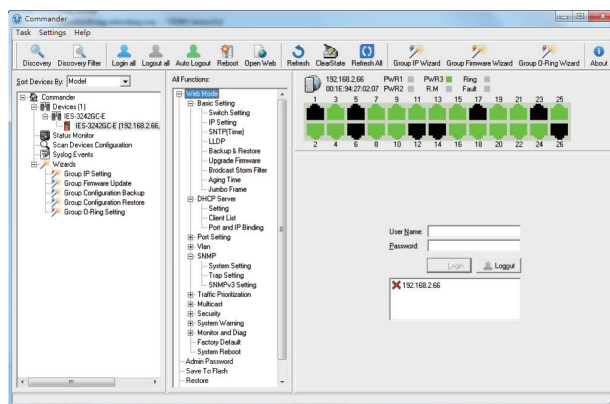 Commander
Task Settings Help
Discovery Discovery Filter Login all Logout all Auto Logout Reboot Open Web Refresh ClearState Refresh All Group IP Wizard Group Firmware Wizard Group O-Ring Wizard About
Sort Devices By: Model
Commander
Devices (1)
IES-3242GC-E
IES-3242GC-E (192.168.2.66,
Status Monitor
Scan Devices Configuration
Syslog Events
Wizards
Group IP Setting
Group Firmware Update
Group Configuration Backup
Group Configuration Restore
Group O-Ring Setting
All Functions:
Web Mode
Basic Setting
Switch Setting
IP Setting
SNTP(Time)
LLDP
Backup & Restore
Upgrade Firmware
Brodcast Storm Filter
Aging Time
Jumbo Frame
DHCP Server
Setting
Client List
Port and IP Binding
Port Setting
Vlan
SNMP
System Setting
Trap Setting
SNMPv3 Setting
Traffic Prioritization
Multicast
Security
System Warning
Monitor and Diag
Factory Default
System Reboot
Admin Password
Save To Flash
Restore
192.168.2.66 PWR1 PWR3 Ring
00:1E:94:27:02:07 PWR2 R.M Fault
1 3 5 7 9 11 13 15 17 19 21 23 25
2 4 6 8 10 12 14 16 18 20 22 24 26
User Name:
Password:
Login Loggut
192.168.2.66